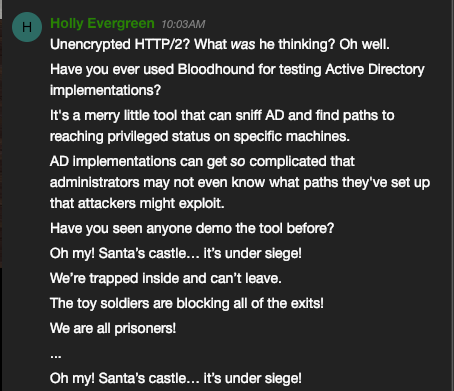 H
Holly Evergreen 10:03AM
Unencrypted HTTP/2? What was he thinking? Oh well.
Have you ever used Bloodhound for testing Active Directory
implementations?
It's a merry little tool that can sniff AD and find paths to
reaching privileged status on specific machines.
AD implementations can get so complicated that
administrators may not even know what paths they've set up
that attackers might exploit.
Have you seen anyone demo the tool before?
Oh my! Santa’s castle… it’s under siege!
We’re trapped inside and can’t leave.
The toy soldiers are blocking all of the exits!
We are all prisoners!
...
Oh my! Santa’s castle… it’s under siege!